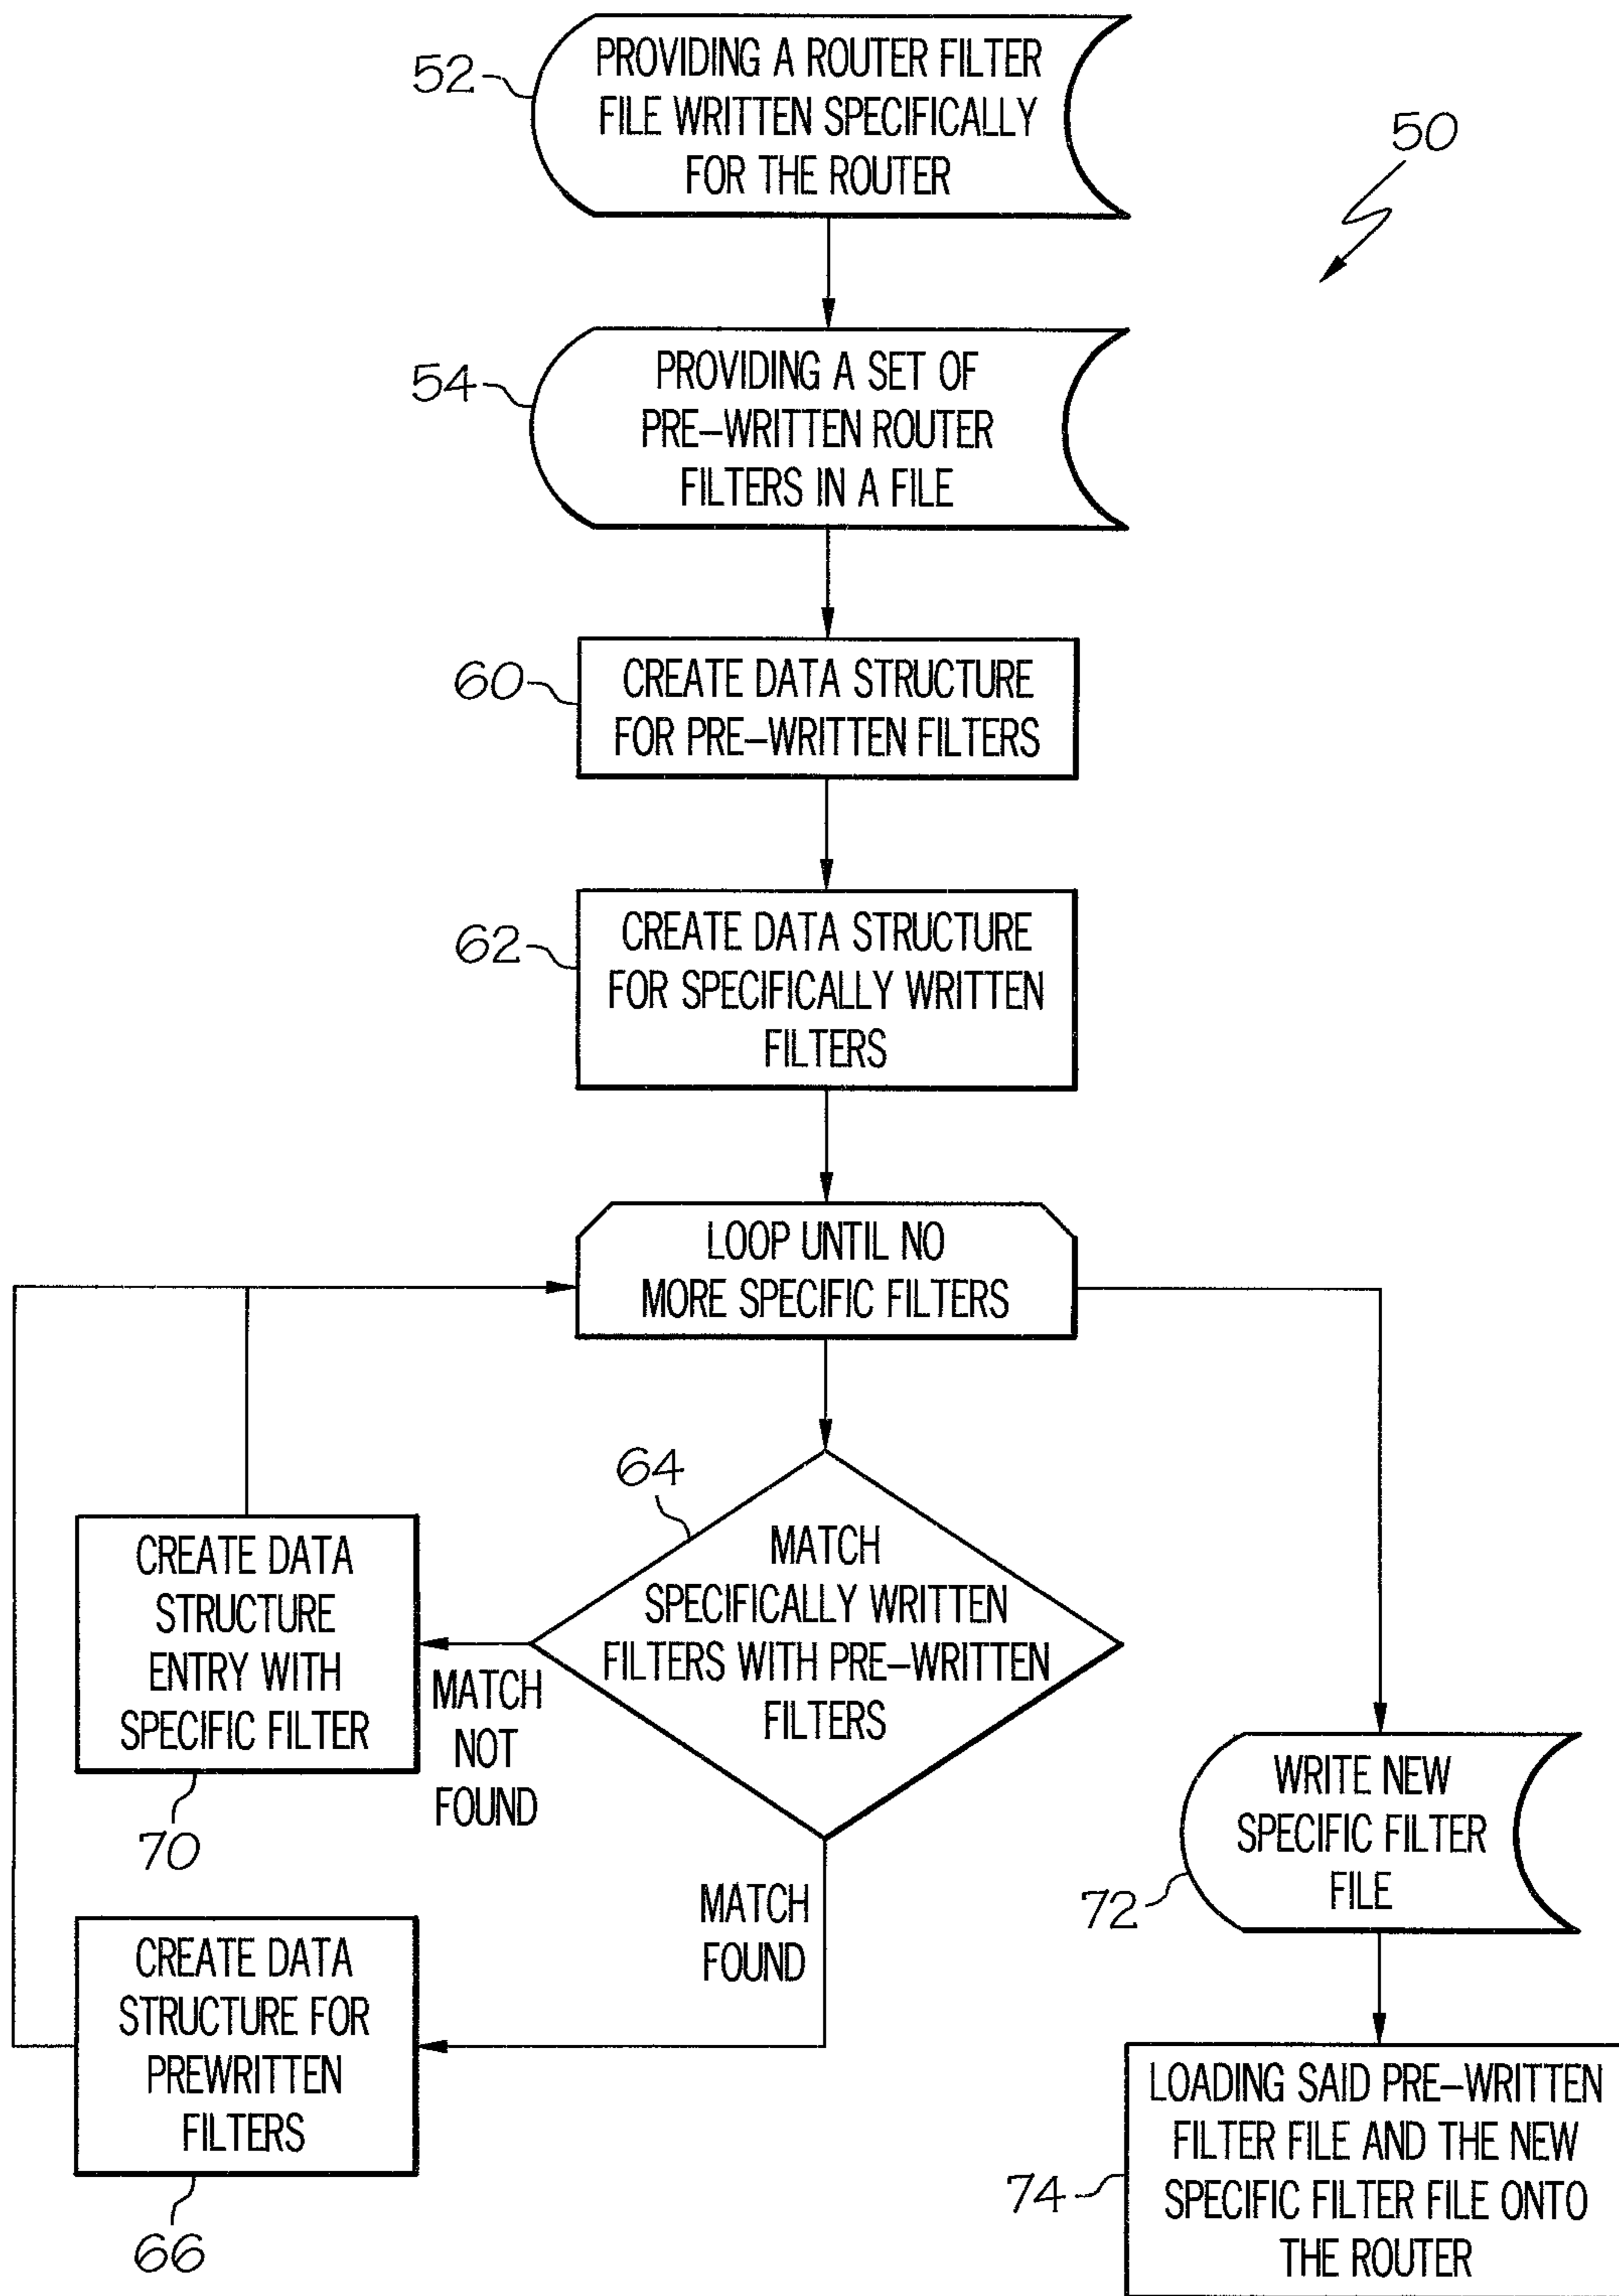 52
PROVIDING A ROUTER FILTER
FILE WRITTEN SPECIFICALLY
FOR THE ROUTER
50
54
PROVIDING A SET OF
PRE–WRITTEN ROUTER
FILTERS IN A FILE
60
CREATE DATA STRUCTURE
FOR PRE–WRITTEN FILTERS
62
CREATE DATA STRUCTURE
FOR SPECIFICALLY WRITTEN
FILTERS
LOOP UNTIL NO
MORE SPECIFIC FILTERS
64
MATCH
SPECIFICALLY WRITTEN
FILTERS WITH PRE–WRITTEN
FILTERS
CREATE DATA
STRUCTURE
ENTRY WITH
SPECIFIC FILTER
70
MATCH
NOT
FOUND
MATCH
FOUND
CREATE DATA
STRUCTURE FOR
PREWRITTEN
FILTERS
66
WRITE NEW
SPECIFIC FILTER
FILE
72
LOADING SAID PRE–WRITTEN
FILTER FILE AND THE NEW
SPECIFIC FILTER FILE ONTO
THE ROUTER
74